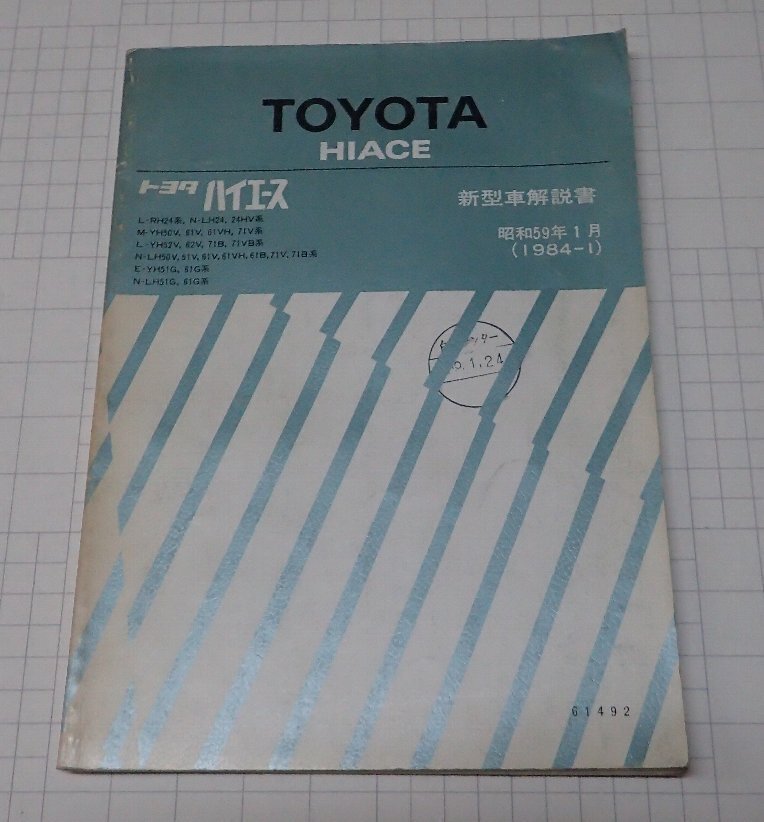 TOYOTA
HIACE
トヨタ ハイエース
新型車解説書
昭和59年1月
(1984-1)
L-RH24系, N-LH24, 24HV系
M-YH50V, 61V, 61VH, 71V系
L-YH52V, 62V, 71B, 71VB系
N-LH50V, 51V, 61V, 61VH, 61B, 71V, 71B系
E-YH51G, 61G系
N-LH51G, 61G系
1.24
61492